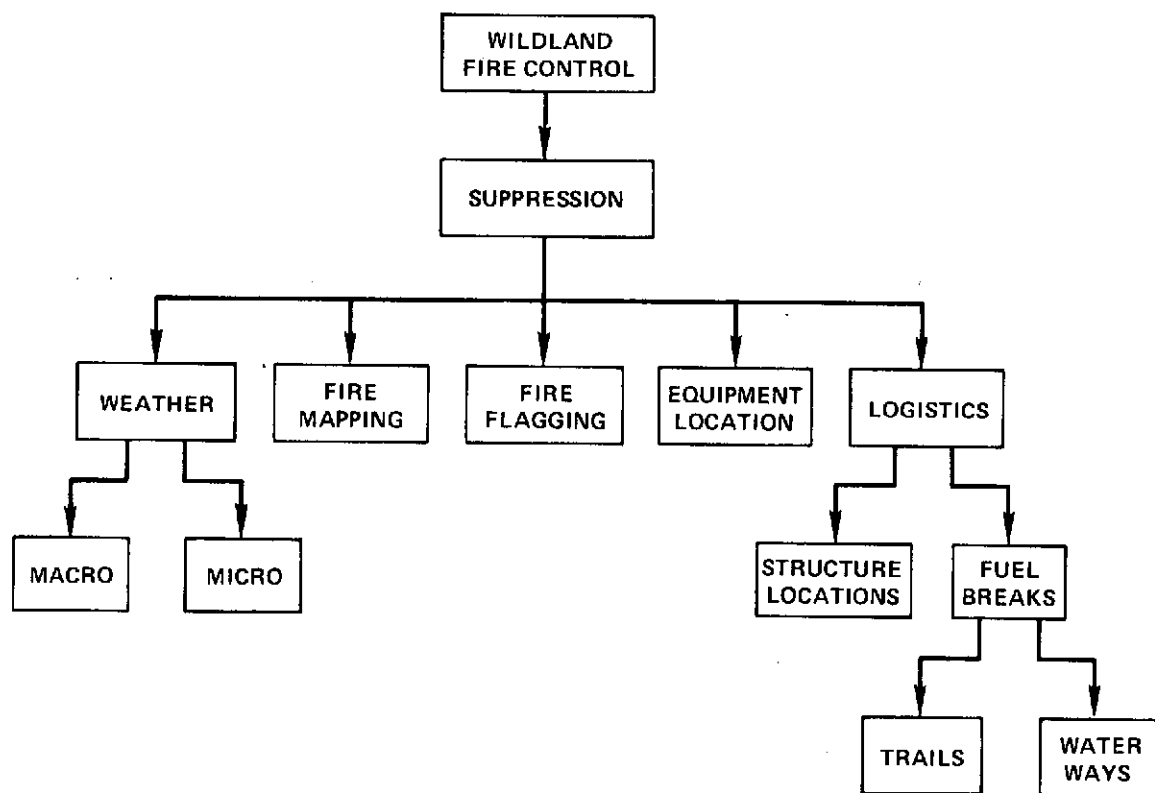 WILDLAND
FIRE CONTROL
SUPPRESSION
WEATHER
FIRE
MAPPING
FIRE
FLAGGING
EQUIPMENT
LOCATION
LOGISTICS
MACRO
MICRO
STRUCTURE
LOCATIONS
FUEL
BREAKS
TRAILS
WATER
WAYS